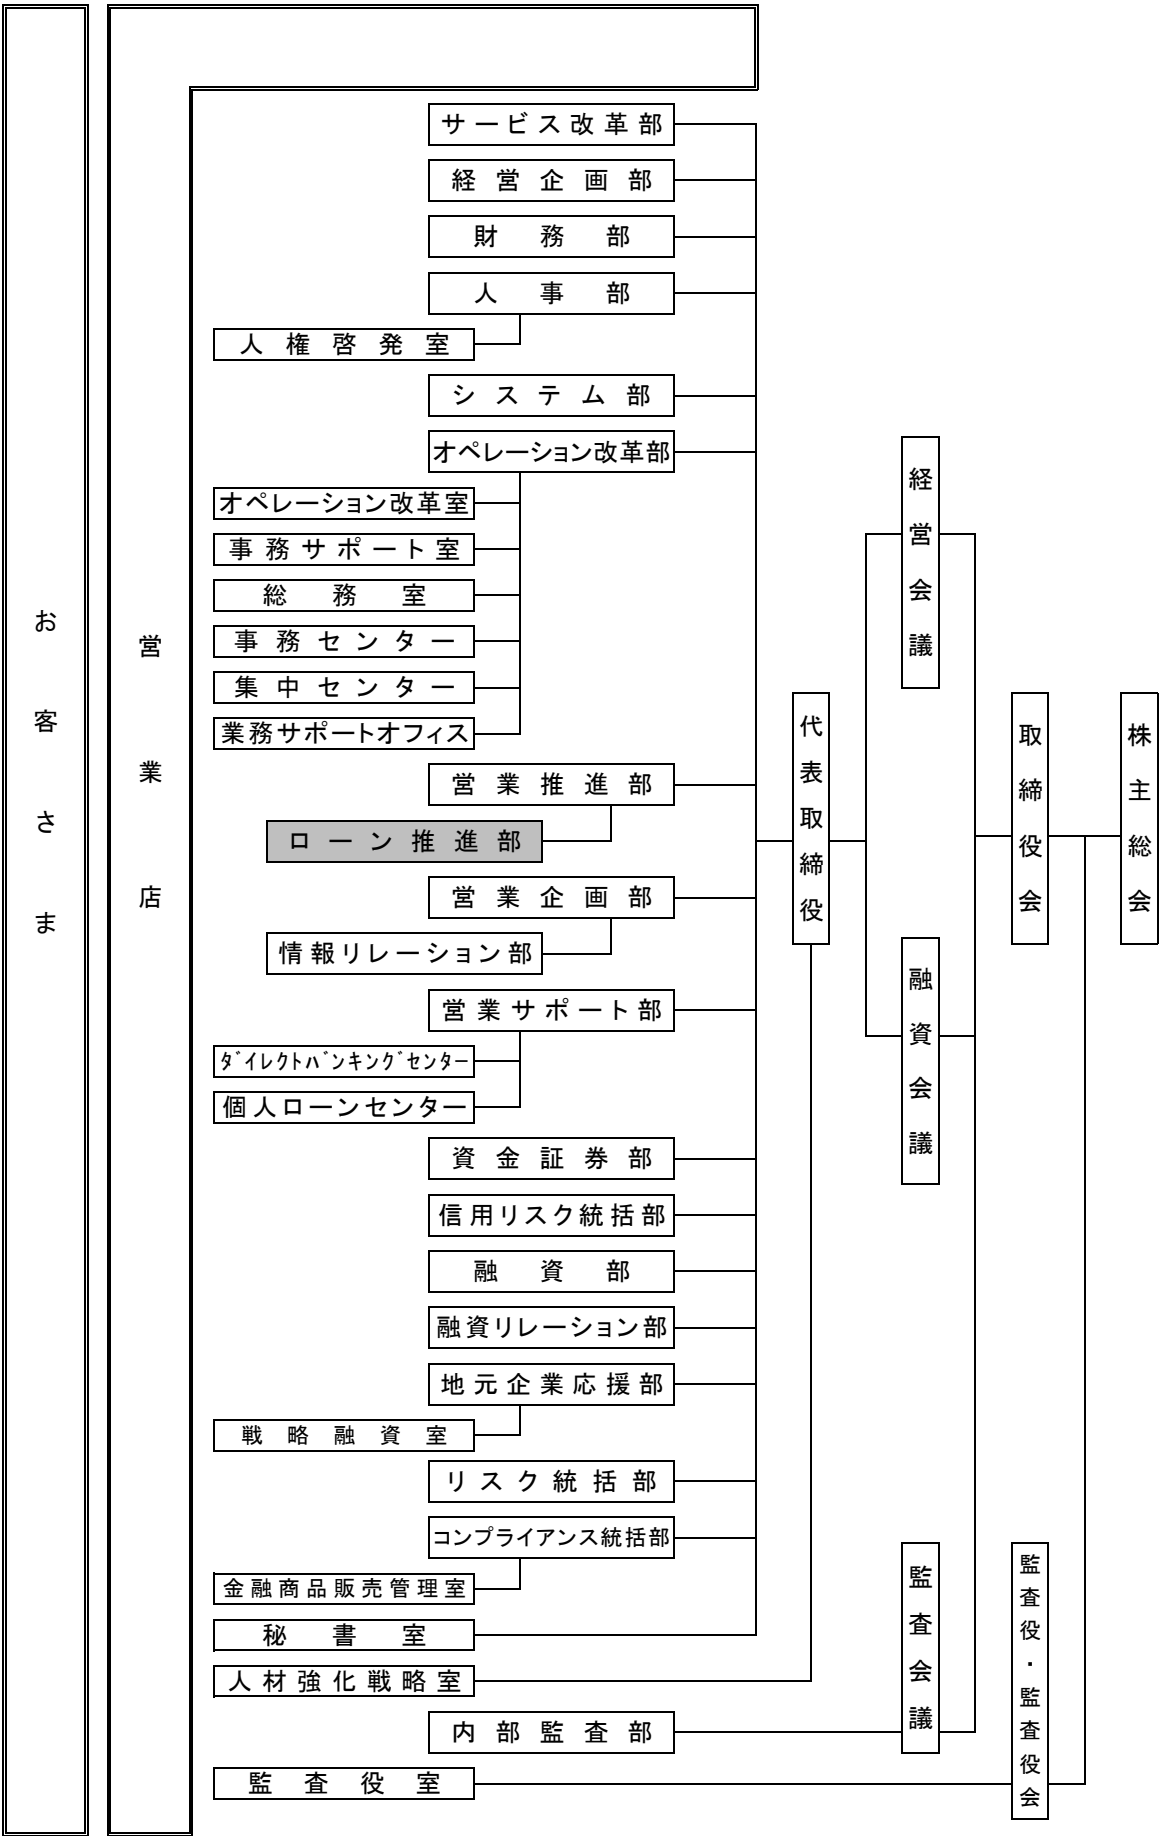 お客さま
営業店
サービス改革部
経営企画部
財務部
人事部
人権啓発室
システム部
オペレーション改革部
オペレーション改革室
事務サポート室
総務室
事務センター
集中センター
業務サポートオフィス
営業推進部
ローン推進部
営業企画部
情報リレーション部
営業サポート部
ﾀﾞｲﾚｸﾄﾊﾞﾝｷﾝｸﾞｾﾝﾀｰ
個人ローンセンター
資金証券部
信用リスク統括部
融資部
融資リレーション部
地元企業応援部
戦略融資室
リスク統括部
コンプライアンス統括部
金融商品販売管理室
秘書室
人材強化戦略室
内部監査部
監査役室
代表取締役
経営会議
融資会議
監査会議
取締役会
監査役・監査役会
株主総会